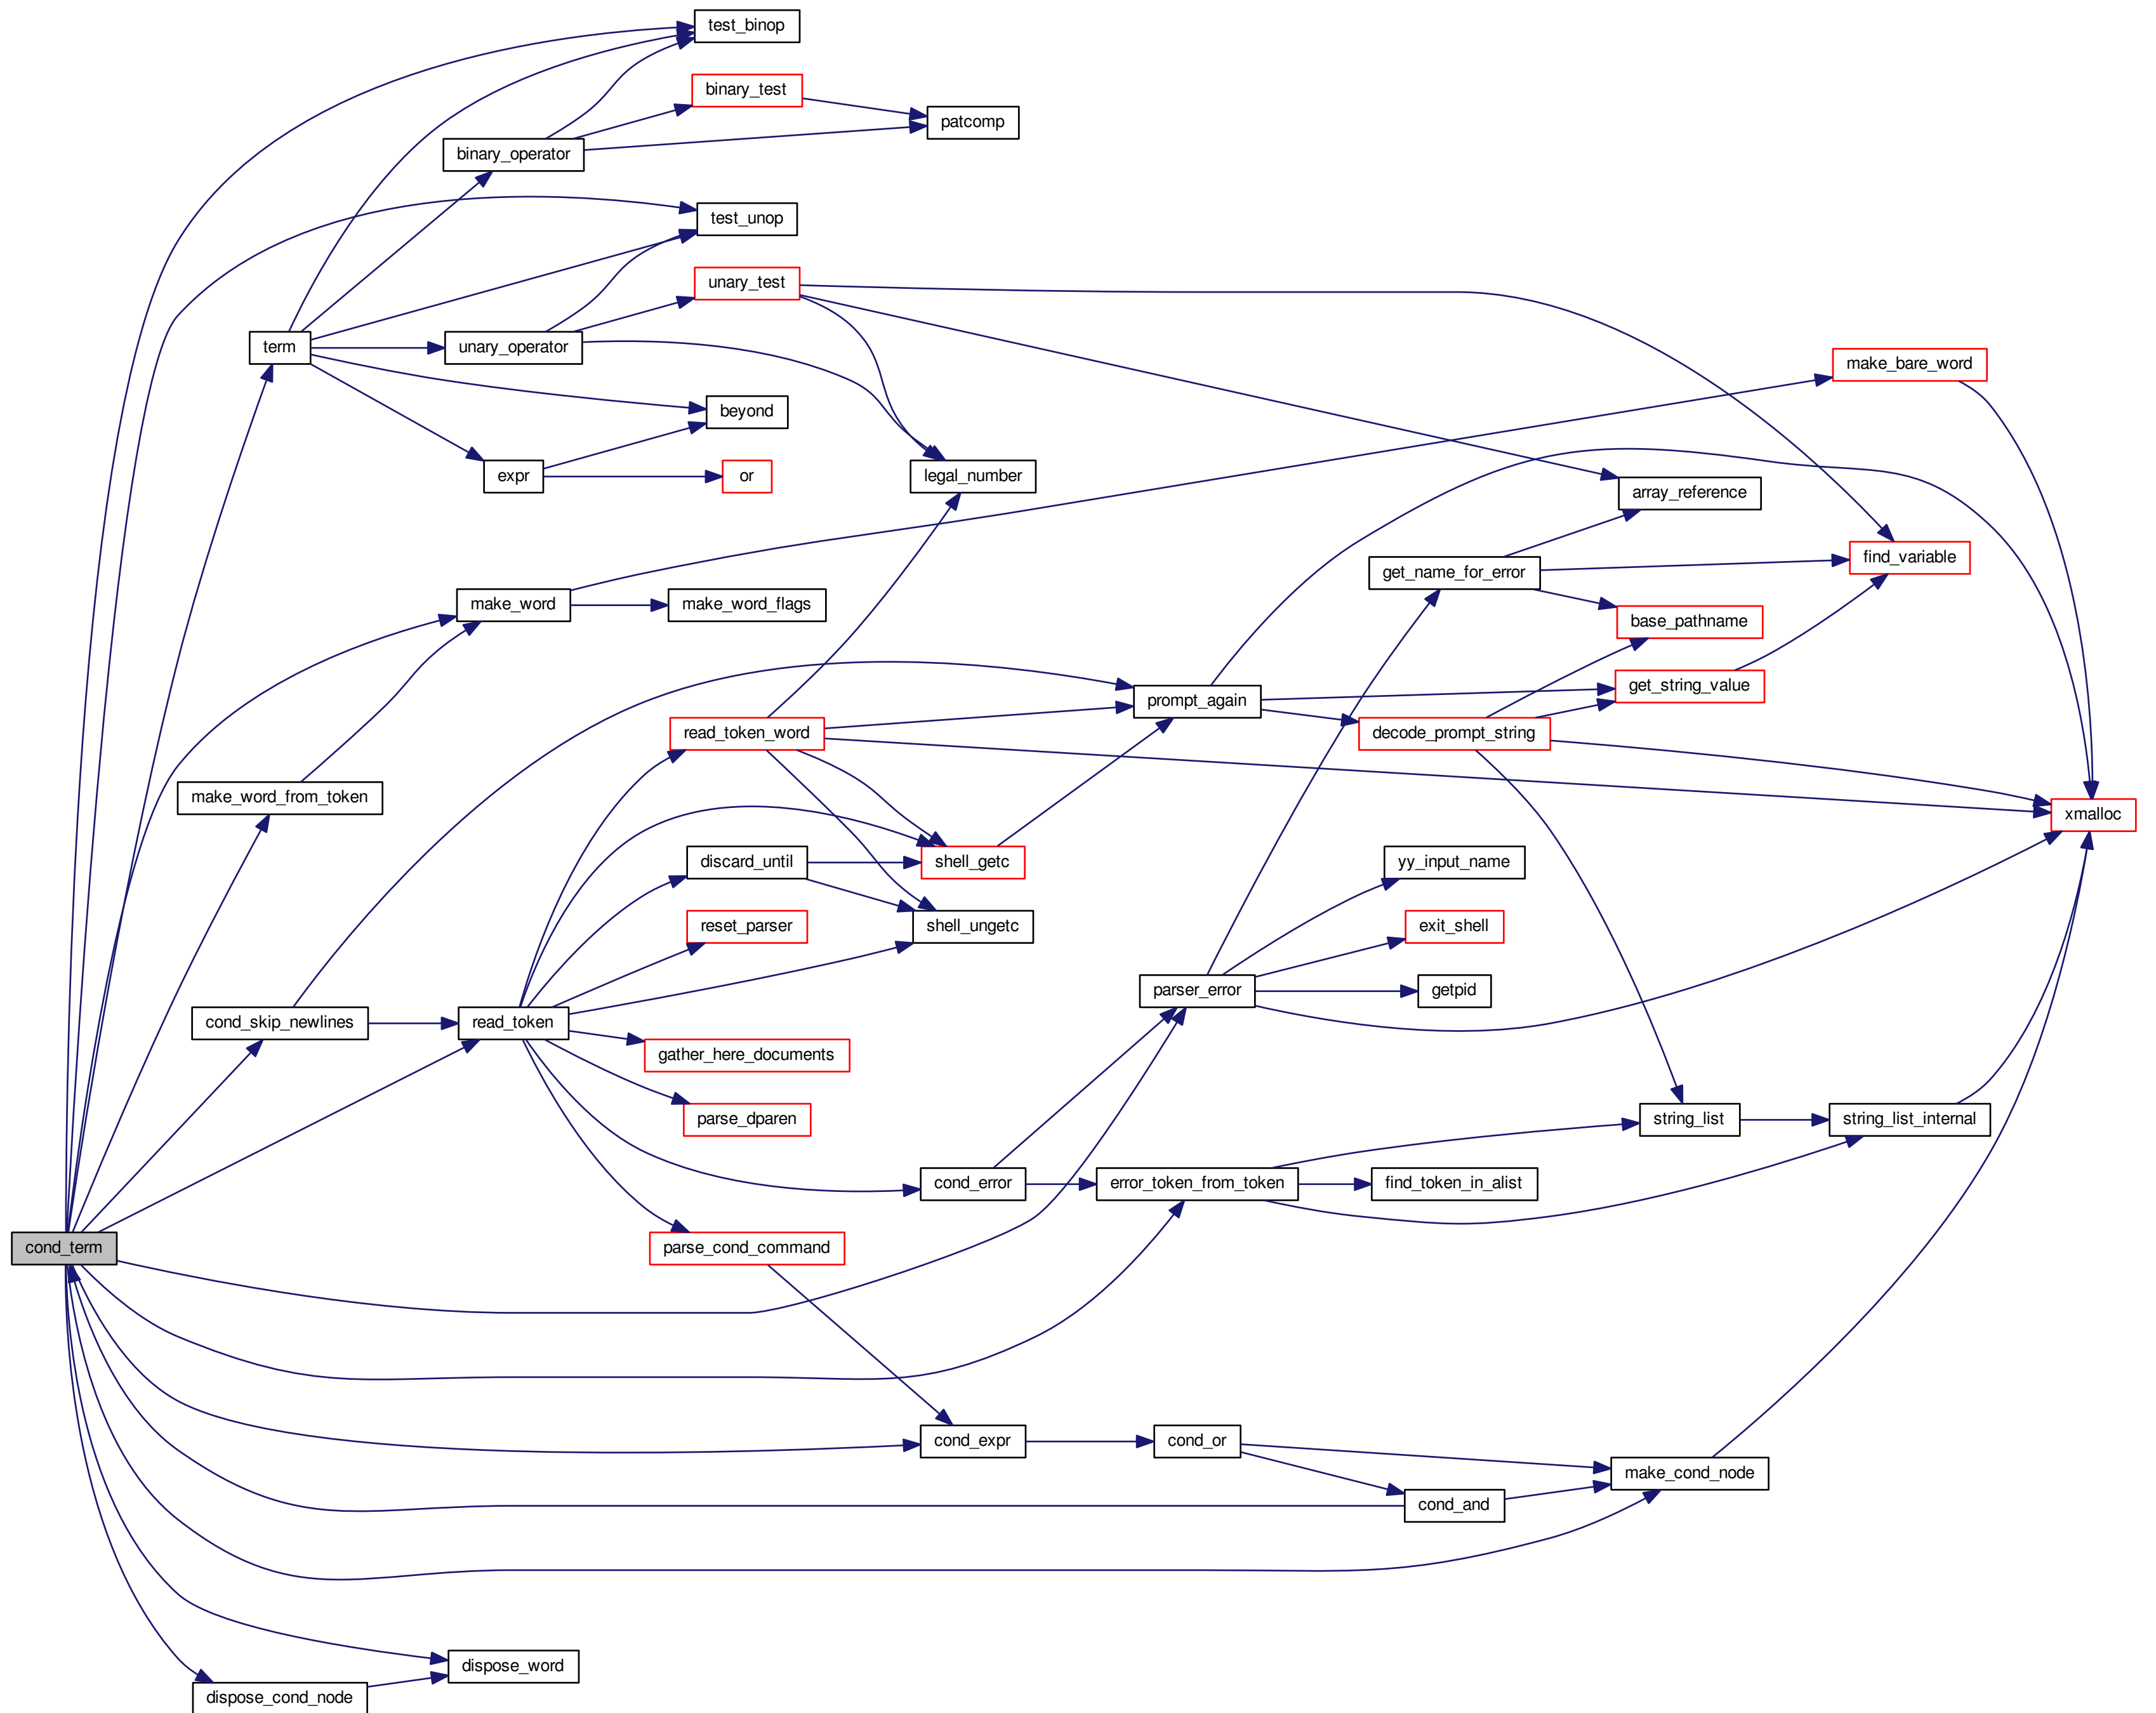 test_binop
binary_test
patcomp
binary_operator
test_unop
unary_test
term
unary_operator
make_bare_word
beyond
expr
or
legal_number
array_reference
find_variable
get_name_for_error
make_word
make_word_flags
base_pathname
get_string_value
prompt_again
read_token_word
decode_prompt_string
make_word_from_token
xmalloc
discard_until
shell_getc
yy_input_name
reset_parser
shell_ungetc
exit_shell
parser_error
getpid
cond_skip_newlines
read_token
gather_here_documents
parse_dparen
string_list
string_list_internal
cond_error
error_token_from_token
find_token_in_alist
cond_term
parse_cond_command
cond_expr
cond_or
make_cond_node
cond_and
dispose_word
dispose_cond_node